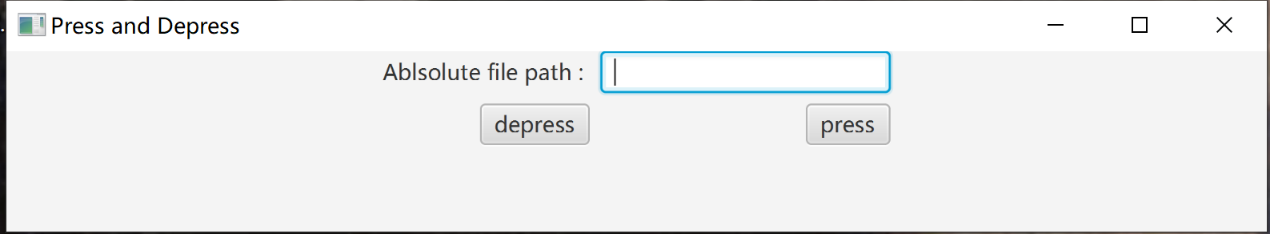 Press and Depress
Ablsolute file path :
depress
press